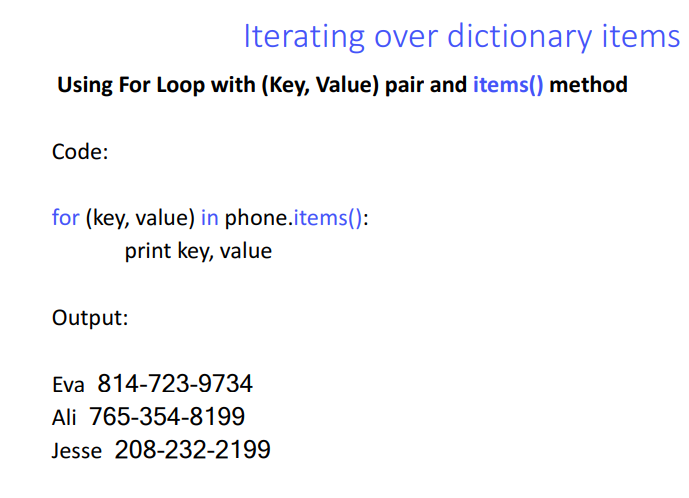 Iterating over dictionary items
Using For Loop with (Key, Value) pair and items() method
Code:
for (key, value) in phone.items():
print key, value
Output:
Eva 814-723-9734
Ali 765-354-8199
Jesse 208-232-2199